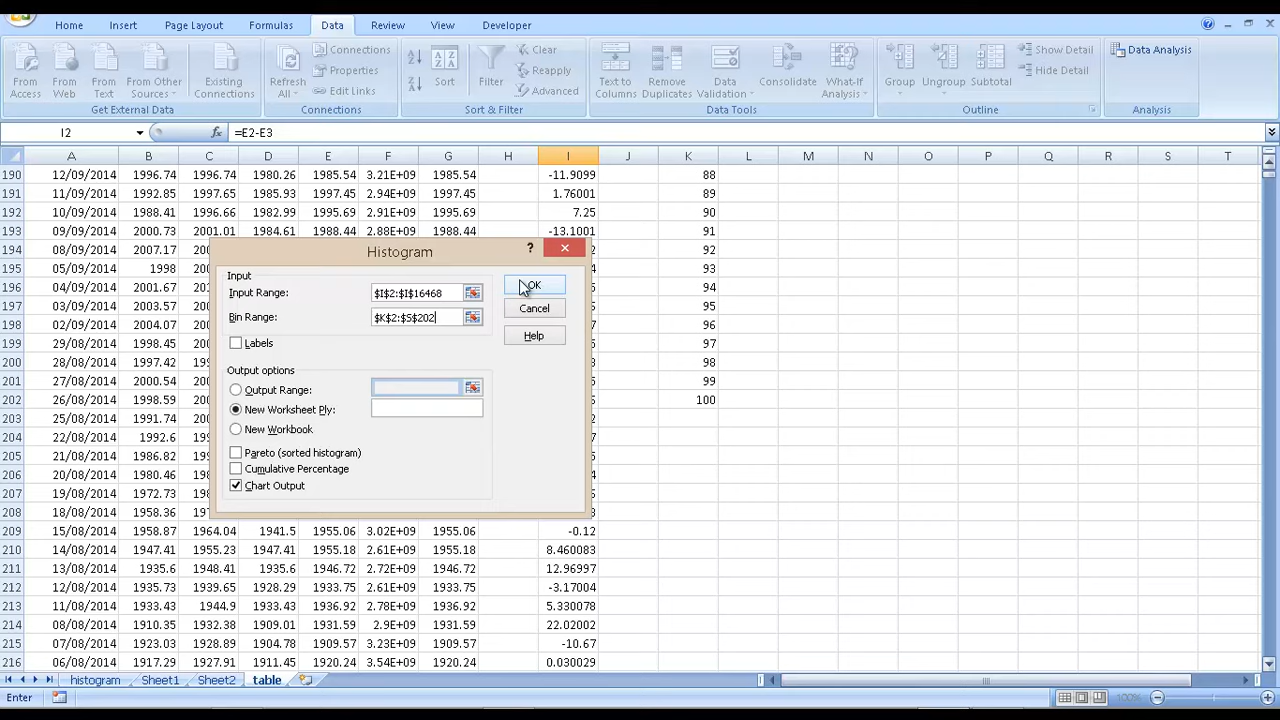 Home Insert Page Layout Formulas Data Review View Developer
Connections Clear Show Detail Data Analysis
Properties Reapply Hide Detail
From Access From Web From Text From Other Sources Existing Connections Refresh All Edit Links Sort Filter Advanced Text to Columns Remove Duplicates Data Validation Consolidate What-If Analysis Group Ungroup Subtotal
Get External Data Connections Sort & Filter Data Tools Outline Analysis
I2 fx =E2-E3
A B C D E F G H I J K L M N O P Q R S T
190 12/09/2014 1996.74 1996.74 1980.26 1985.54 3.21E+09 1985.54 -11.9099 88
191 11/09/2014 1992.85 1997.65 1985.93 1997.45 2.94E+09 1997.45 1.76001 89
192 10/09/2014 1988.41 1996.66 1982.99 1995.69 2.91E+09 1995.69 7.25 90
193 09/09/2014 2000.73 2001.01 1984.61 1988.44 2.88E+09 1988.44 -13.1001 91
194 08/09/2014 2007.17 92
195 05/09/2014 1998 93
196 04/09/2014 2001.67 94
197 03/09/2014 2003.57 95
198 02/09/2014 2004.07 96
199 29/08/2014 1998.45 97
200 28/08/2014 1997.42 98
201 27/08/2014 2000.54 99
202 26/08/2014 1998.59 100
203 25/08/2014 1991.74
204 22/08/2014 1992.6
205 21/08/2014 1986.82
206 20/08/2014 1980.46
207 19/08/2014 1972.73
208 18/08/2014 1958.36
209 15/08/2014 1958.87 1964.04 1941.5 1955.06 3.02E+09 1955.06 -0.12
210 14/08/2014 1947.41 1955.23 1947.41 1955.18 2.61E+09 1955.18 8.460083
211 13/08/2014 1935.6 1948.41 1935.6 1946.72 2.72E+09 1946.72 12.96997
212 12/08/2014 1935.73 1939.65 1928.29 1933.75 2.61E+09 1933.75 -3.17004
213 11/08/2014 1933.43 1944.9 1933.43 1936.92 2.78E+09 1936.92 5.330078
214 08/08/2014 1910.35 1932.38 1909.01 1931.59 2.9E+09 1931.59 22.02002
215 07/08/2014 1923.03 1928.89 1904.78 1909.57 3.23E+09 1909.57 -10.67
216 06/08/2014 1917.29 1927.91 1911.45 1920.24 3.54E+09 1920.24 0.030029
Histogram ?
Input
Input Range: $I$2:$I$16468 OK
Bin Range: $K$2:$5$202 Cancel
Labels Help
Output options
Output Range:
New Worksheet Ply:
New Workbook
Pareto (sorted histogram)
Cumulative Percentage
Chart Output
histogram Sheet1 Sheet2 table
Enter 100%